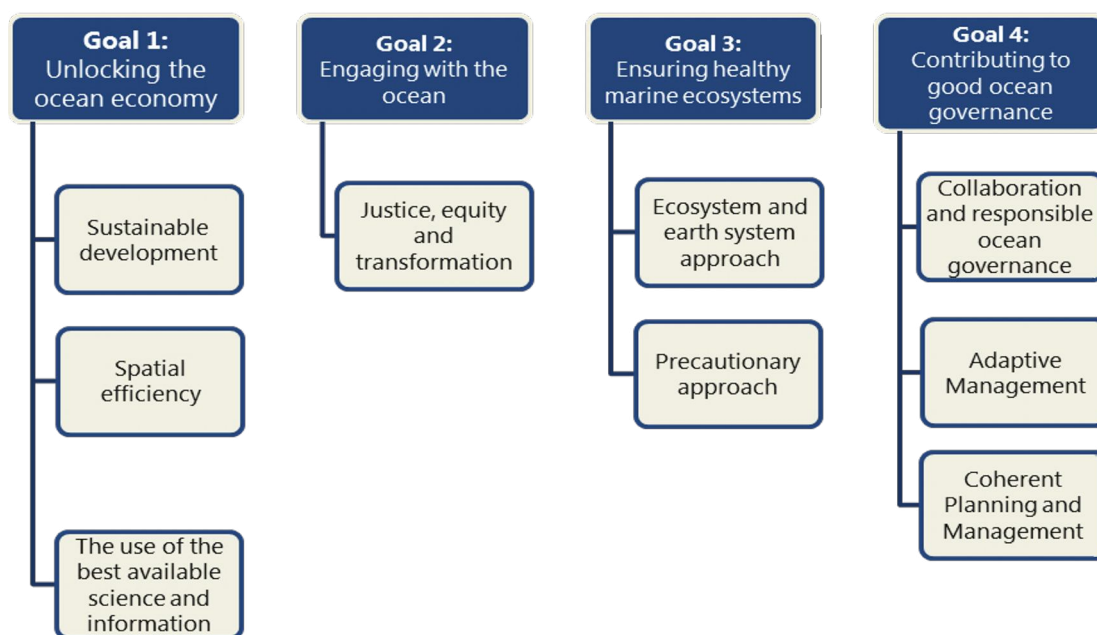 Goal 1:
Unlocking the
ocean economy
Sustainable
development
Spatial
efficiency
The use of the
best available
science and
information
Goal 2:
Engaging with the
ocean
Justice, equity
and
transformation
Goal 3:
Ensuring healthy
marine ecosystems
Ecosystem and
earth system
approach
Precautionary
approach
Goal 4:
Contributing to
good ocean
governance
Collaboration
and responsible
ocean
governance
Adaptive
Management
Coherent
Planning and
Management